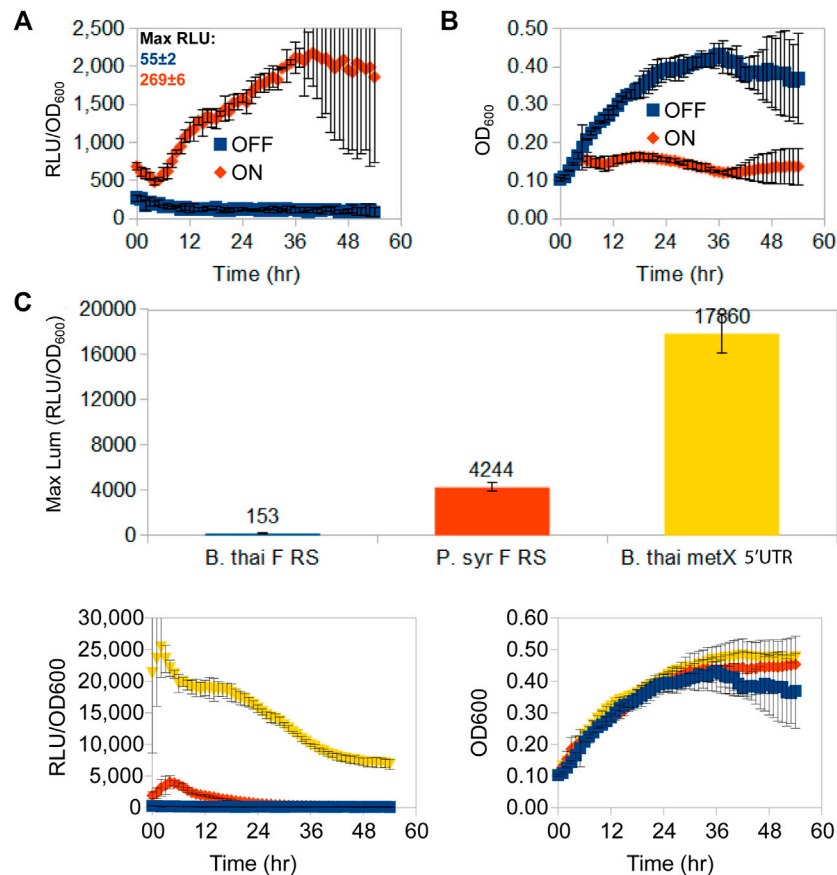 A
Max RLU:
55±2
269±6
RLU/OD600
2,500
2,000
1,500
1,000
500
0
OFF
ON
00 12 24 36 48 60
Time (hr)
B
OD600
0.50
0.40
0.30
0.20
0.10
0.00
OFF
ON
00 12 24 36 48 60
Time (hr)
C
Max Lum (RLU/OD600)
20000
16000
12000
8000
4000
0
153
4244
17860
B. thai F RS
P. syr F RS
B. thai metX 5'UTR
RLU/OD600
30,000
25,000
20,000
15,000
10,000
5,000
0
00 12 24 36 48 60
Time (hr)
OD600
0.60
0.50
0.40
0.30
0.20
0.10
0.00
00 12 24 36 48 60
Time (hr)